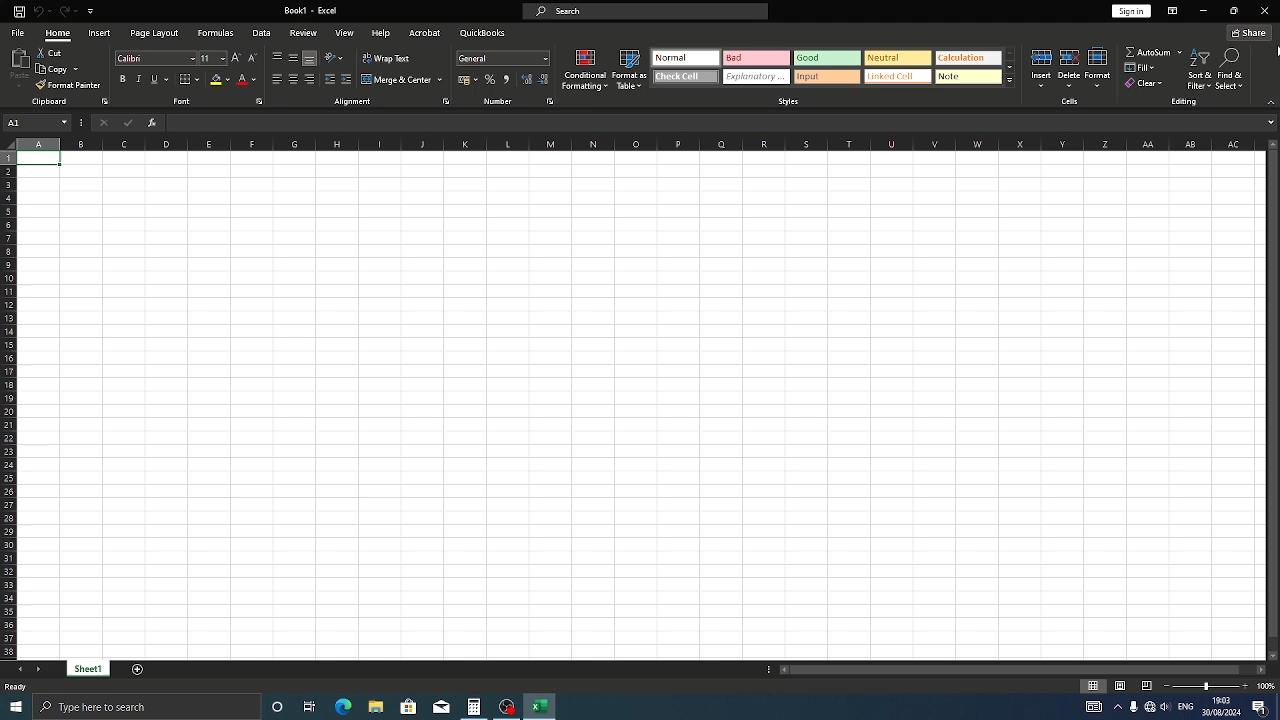 Book1 - Excel
Search
Sign in
File Home Insert Page Layout Formulas Data Review View Help Acrobat QuickBooks
Share
Cut
Copy
Format Painter
Paste
Calibri 11
B I U
Wrap Text
Merge & Center
General
Conditional Formatting
Format as Table
Normal Bad Good Neutral Calculation
Check Cell Explanatory ... Input Linked Cell Note
Insert Delete Format
AutoSum
Fill
Clear
Sort & Filter
Find & Select
Clipboard Font Alignment Number Styles Cells Editing
A1 fx
A B C D E F G H I J K L M N O P Q R S T U V W X Y Z AA AB AC
1
2
3
4
5
6
7
8
9
10
11
12
13
14
15
16
17
18
19
20
21
22
23
24
25
26
27
28
29
30
31
32
33
34
35
36
37
38
Sheet1
Ready
100%
Type here to search
19:03
30/08/2024